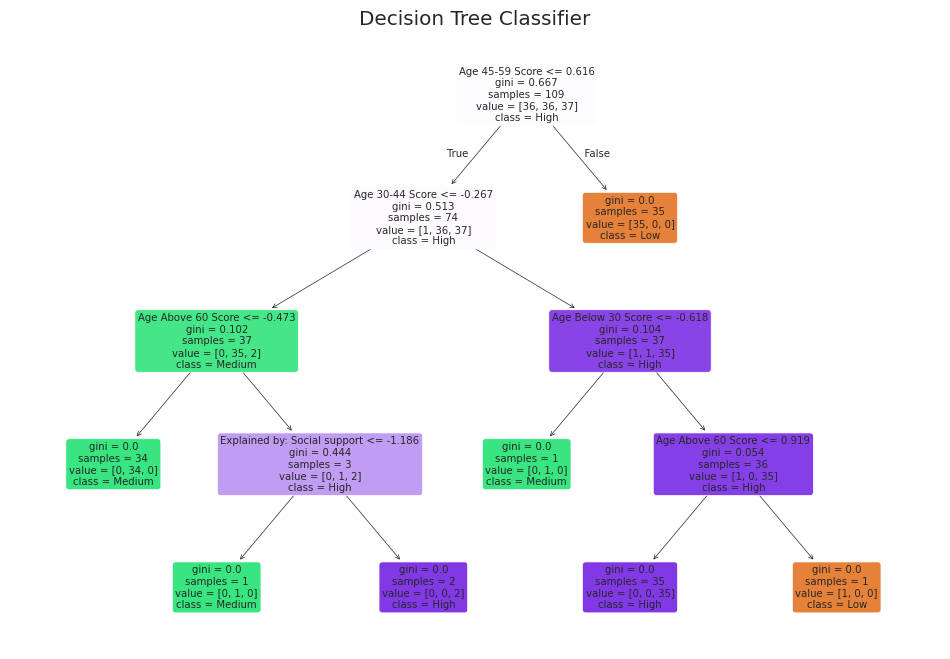 Decision Tree Classifier
Age 45-59 Score <= 0.616
gini = 0.667
samples = 109
value = [36, 36, 37]
class = High
True
False
Age 30-44 Score <= -0.267
gini = 0.513
samples = 74
value = [1, 36, 37]
class = High
gini = 0.0
samples = 35
value = [35, 0, 0]
class = Low
Age Above 60 Score <= -0.473
gini = 0.102
samples = 37
value = [0, 35, 2]
class = Medium
Age Below 30 Score <= -0.618
gini = 0.104
samples = 37
value = [1, 1, 35]
class = High
gini = 0.0
samples = 34
value = [0, 34, 0]
class = Medium
Explained by: Social support <= -1.186
gini = 0.444
samples = 3
value = [0, 1, 2]
class = High
gini = 0.0
samples = 1
value = [0, 1, 0]
class = Medium
Age Above 60 Score <= 0.919
gini = 0.054
samples = 36
value = [1, 0, 35]
class = High
gini = 0.0
samples = 1
value = [0, 1, 0]
class = Medium
gini = 0.0
samples = 2
value = [0, 0, 2]
class = High
gini = 0.0
samples = 35
value = [0, 0, 35]
class = High
gini = 0.0
samples = 1
value = [1, 0, 0]
class = Low